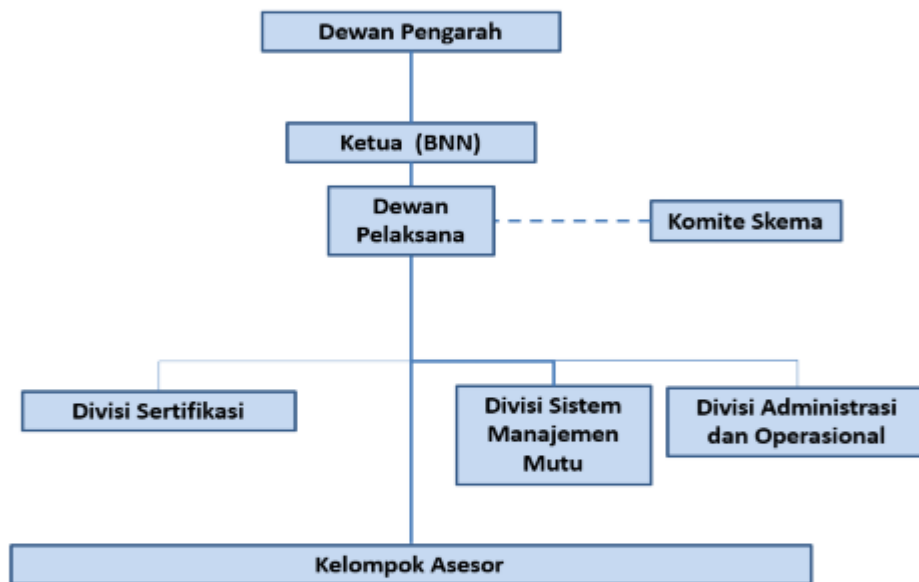 Dewan Pengarah
Ketua (BNN)
Dewan
Pelaksana
Komite Skema
Divisi Sertifikasi
Divisi Sistem
Manajemen
Mutu
Divisi Administrasi
dan Operasional
Kelompok Asesor